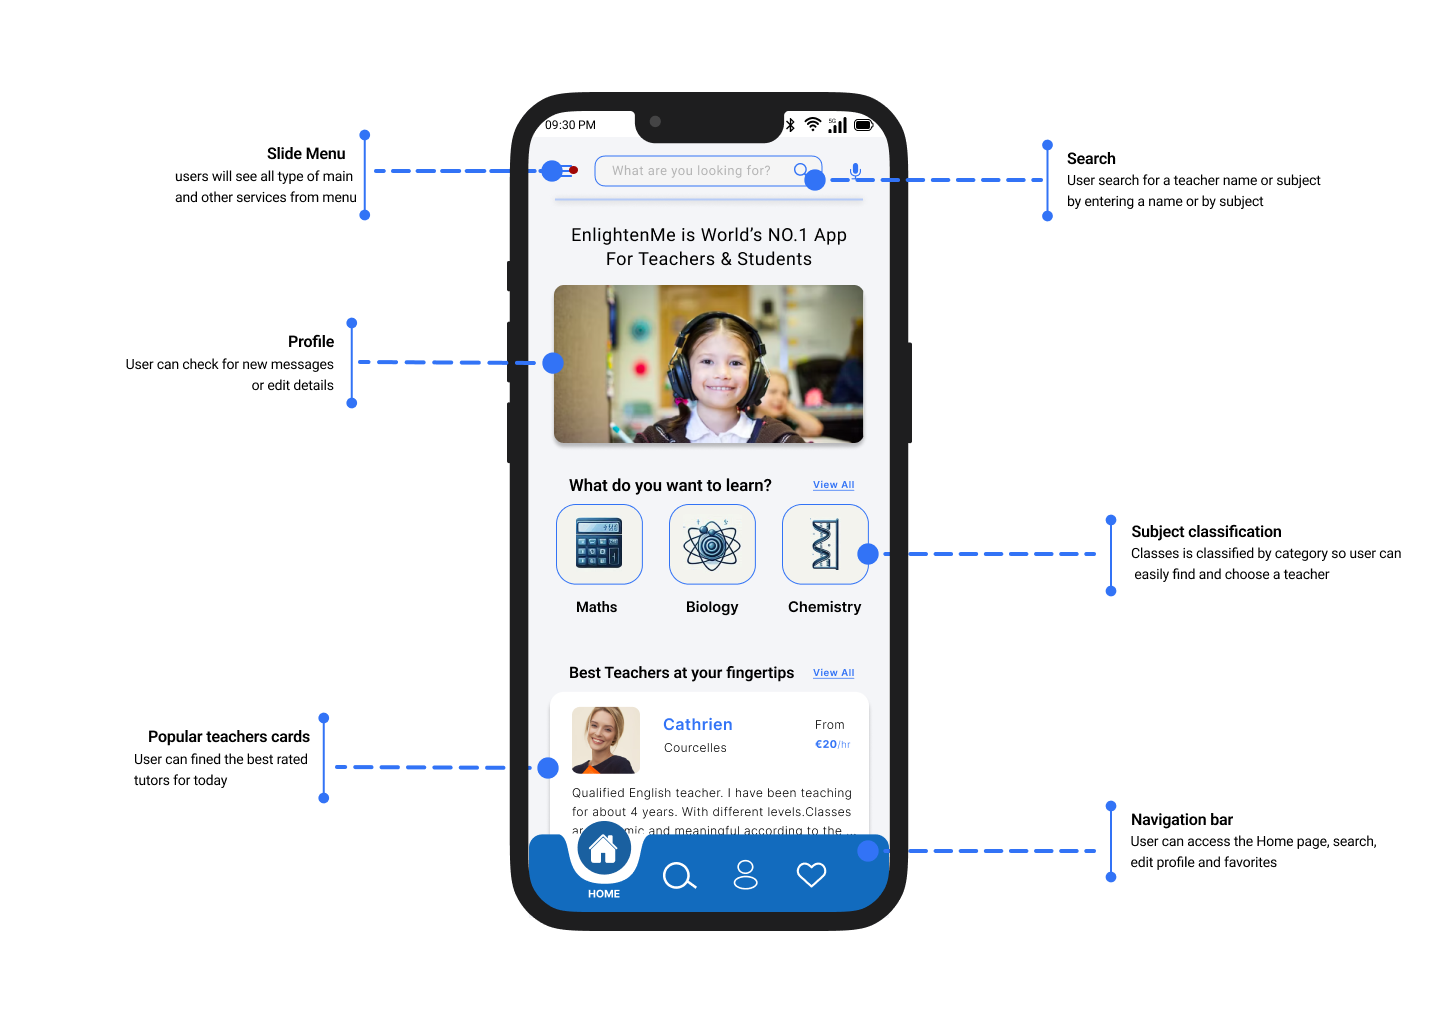 09:30 PM
5G
What are you looking for?
EnlightenMe is World's NO.1 App
For Teachers & Students
What do you want to learn?
View All
Maths
Biology
Chemistry
Best Teachers at your fingertips
View All
Cathrien
Courcelles
From
€20/hr
Qualified English teacher. I have been teaching
for about 4 years. With different levels.Classes
and meaningful according to the ...
HOME
Slide Menu
users will see all type of main
and other services from menu
Profile
User can check for new messages
or edit details
Popular teachers cards
User can fined the best rated
tutors for today
Search
User search for a teacher name or subject
by entering a name or by subject
Subject classification
Classes is classified by category so user can
easily find and choose a teacher
Navigation bar
User can access the Home page, search,
edit profile and favorites